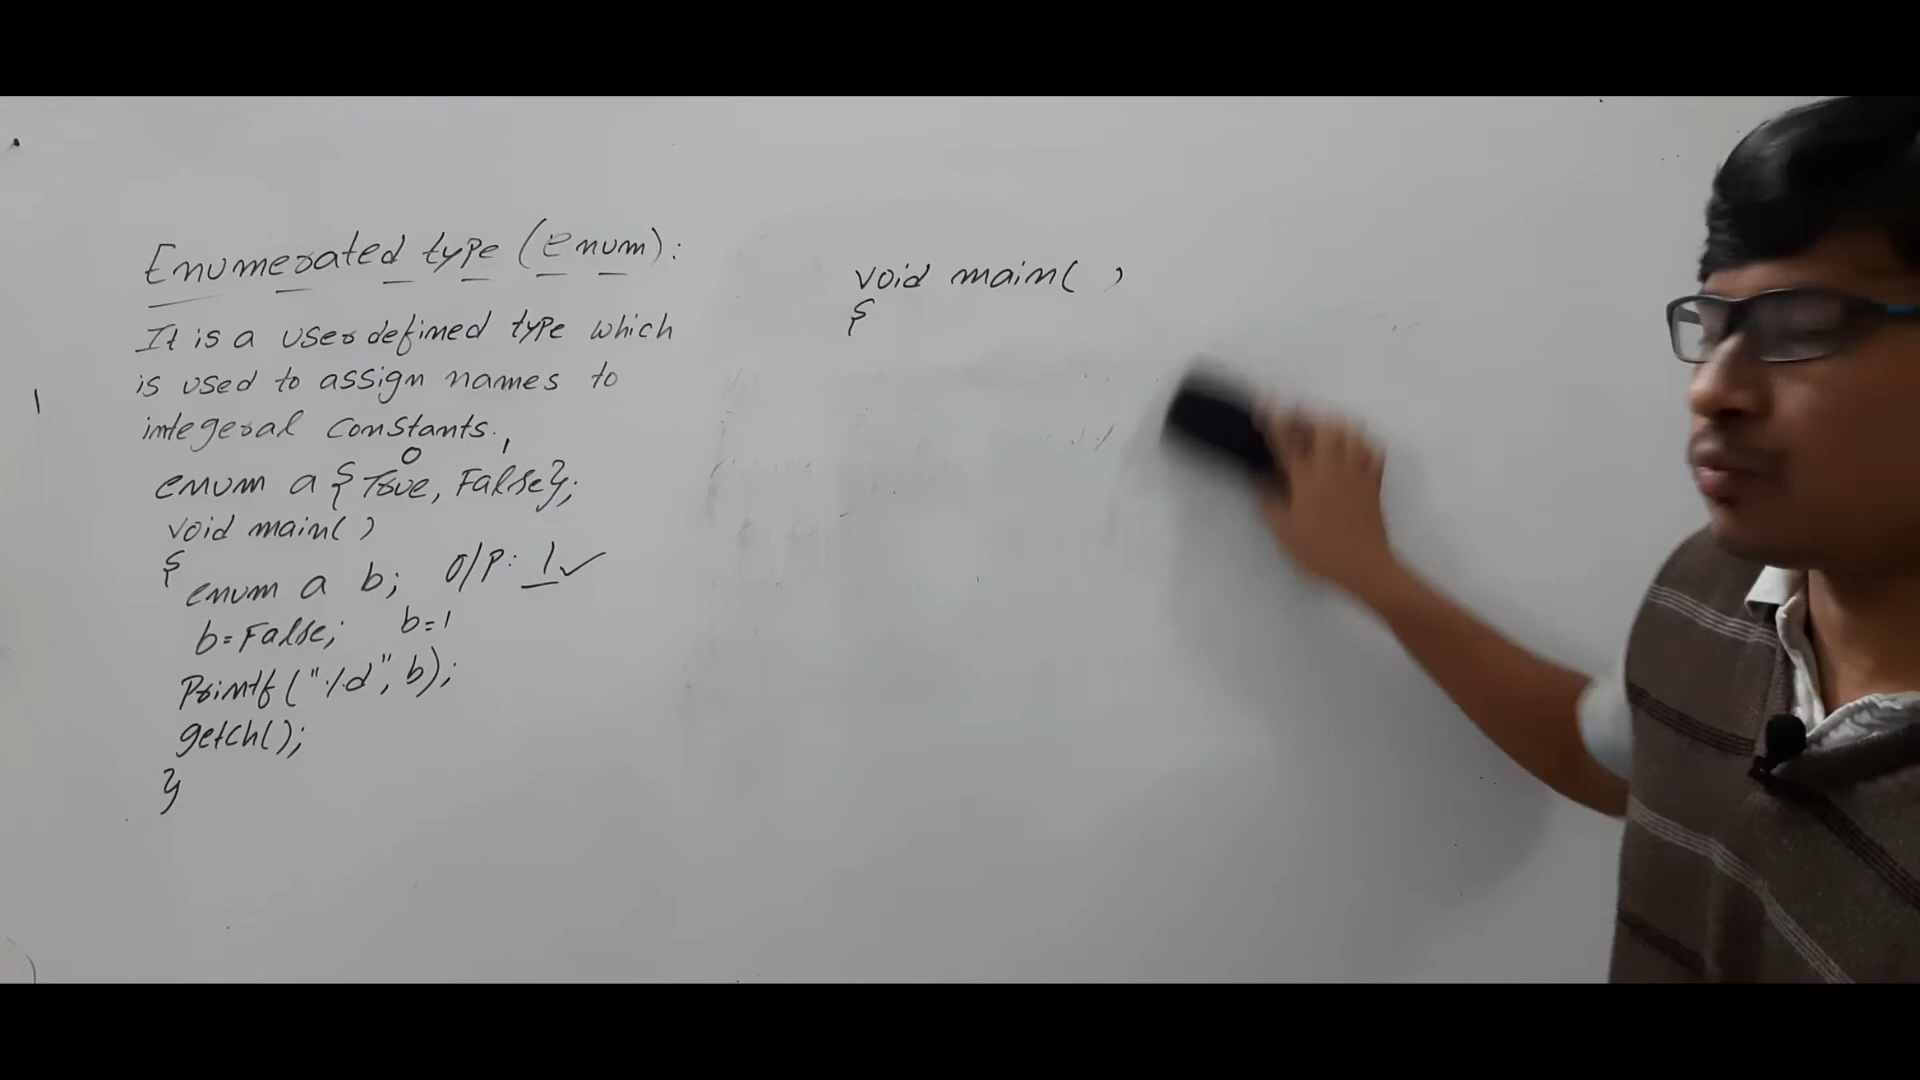 Enumerated type (enum):
It is a user defined type which
is used to assign names to
integeral constants.
0 1
enum a { True, False};
void main()
{
enum a b; O/P: 1 ✓
b=False; b=1
Printf("%d", b);
getch();
}
void main( )
{